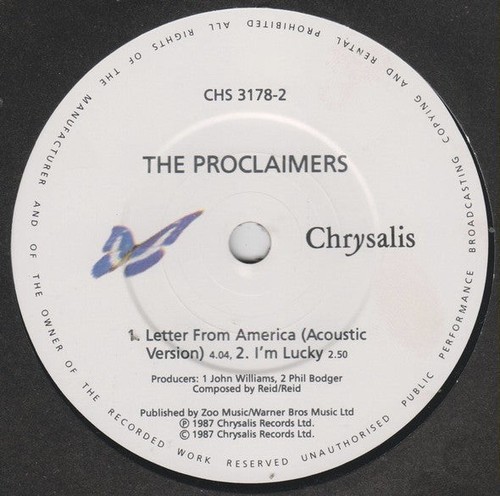 ALL RIGHTS OF THE MANUFACTURER AND OF THE OWNER OF THE RECORDED WORK RESERVED UNAUTHORISED PUBLIC PERFORMANCE BROADCASTING COPYING AND RENTAL PROHIBITED
CHS 3178-2
THE PROCLAIMERS
Chrysalis
1. Letter From America (Acoustic
Version) 4.04, 2. I'm Lucky 2.50
Producers: 1 John Williams, 2 Phil Bodger
Composed by Reid/Reid
Published by Zoo Music/Warner Bros Music Ltd
℗ 1987 Chrysalis Records Ltd.
© 1987 Chrysalis Records Ltd.